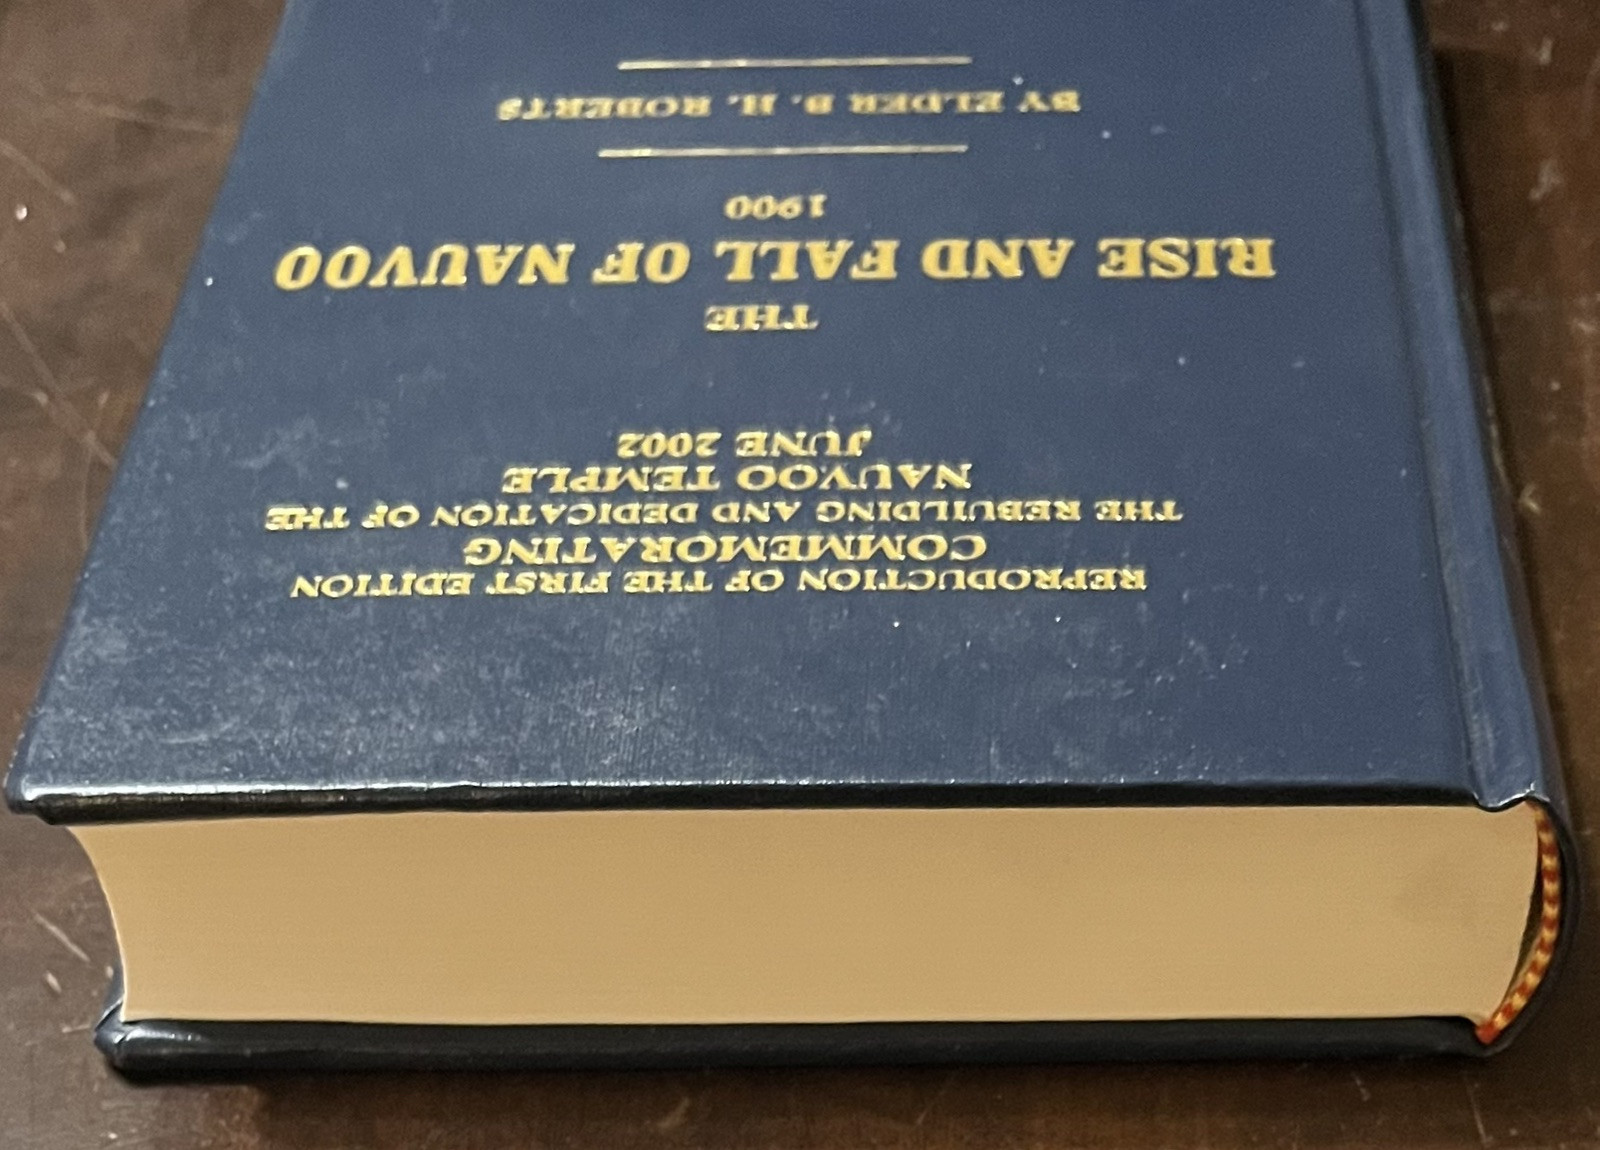 REPRODUCTION OF THE FIRST EDITION
COMMEMORATING
THE REBUILDING AND DEDICATION OF THE
NAUVOO TEMPLE
JUNE 2002
THE
RISE AND FALL OF NAUVOO
1900
BY ELDER B. H. ROBERTS